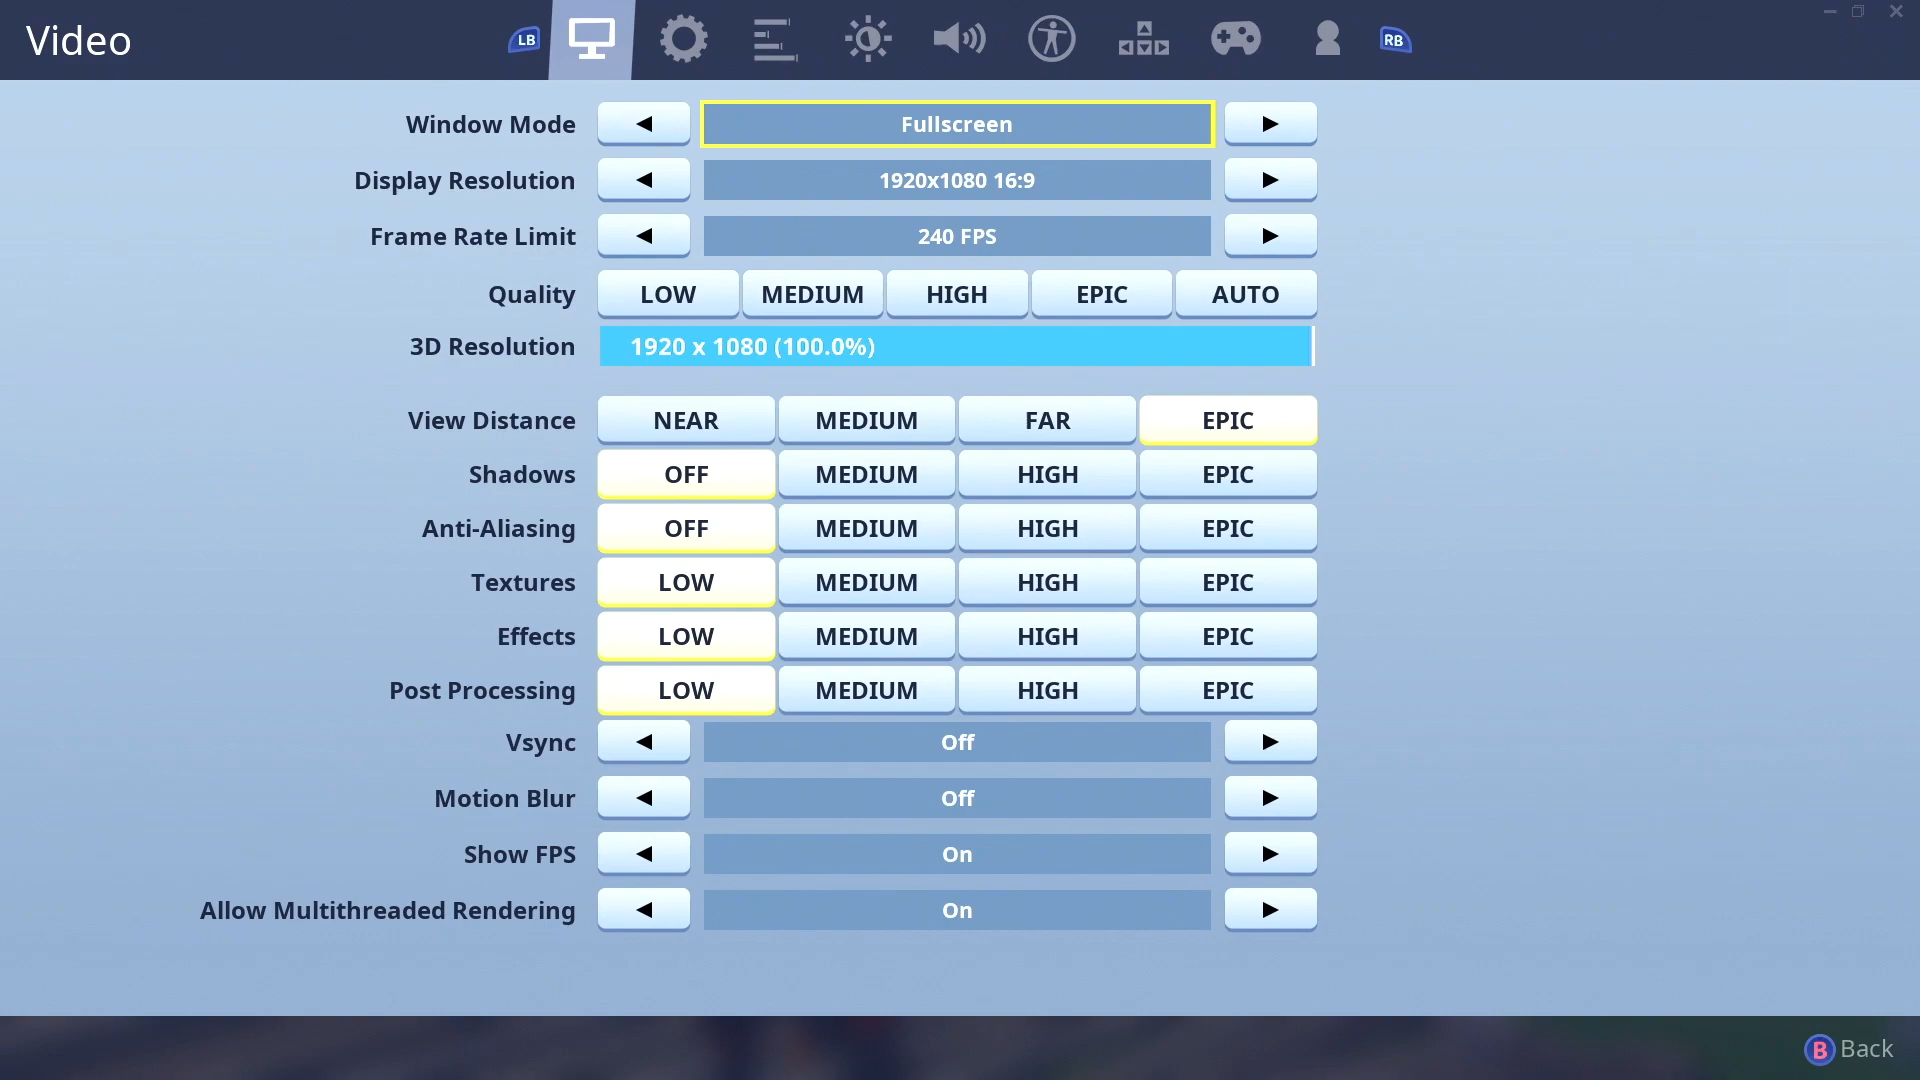 Video
LB
RB
Window Mode ◀ Fullscreen ▶
Display Resolution ◀ 1920x1080 16:9 ▶
Frame Rate Limit ◀ 240 FPS ▶
Quality LOW MEDIUM HIGH EPIC AUTO
3D Resolution 1920 x 1080 (100.0%)
View Distance NEAR MEDIUM FAR EPIC
Shadows OFF MEDIUM HIGH EPIC
Anti-Aliasing OFF MEDIUM HIGH EPIC
Textures LOW MEDIUM HIGH EPIC
Effects LOW MEDIUM HIGH EPIC
Post Processing LOW MEDIUM HIGH EPIC
Vsync ◀ Off ▶
Motion Blur ◀ Off ▶
Show FPS ◀ On ▶
Allow Multithreaded Rendering ◀ On ▶
B Back